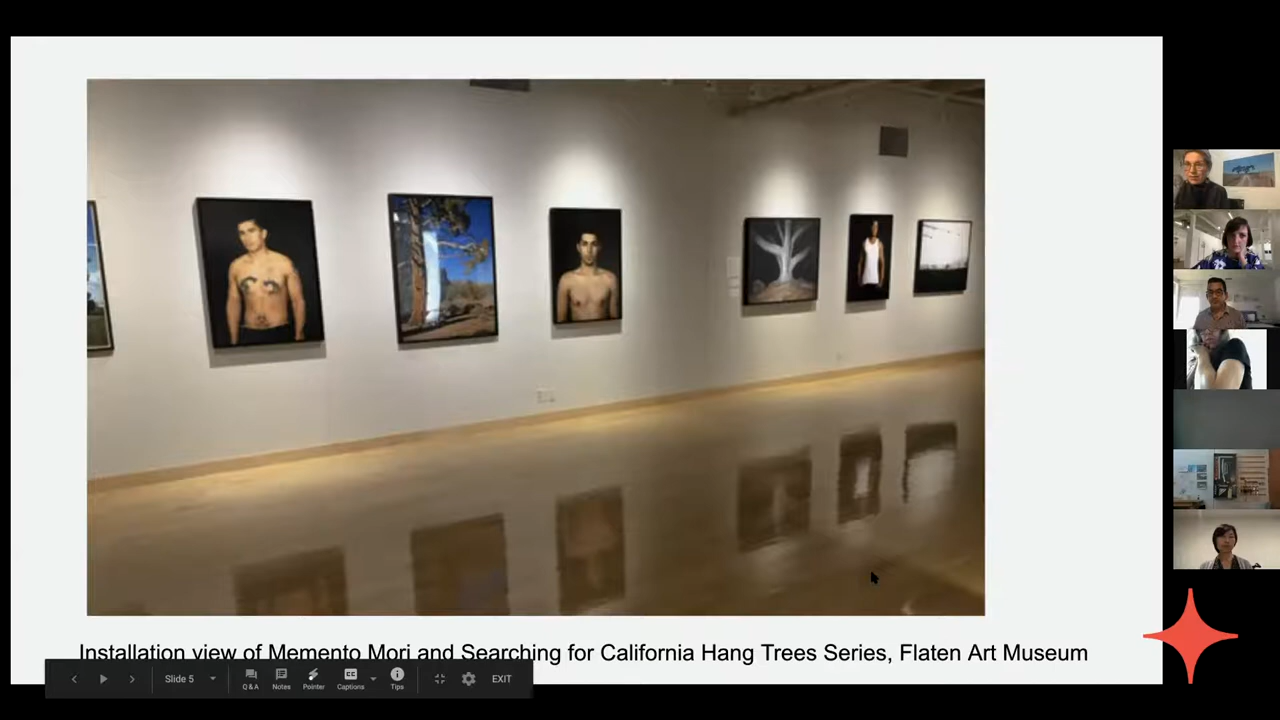 Installation view of Memento Mori and Searching for California Hang Trees Series, Flaten Art Museum
Slide 5
Q & A
Notes
Pointer
Captions
Tips
EXIT